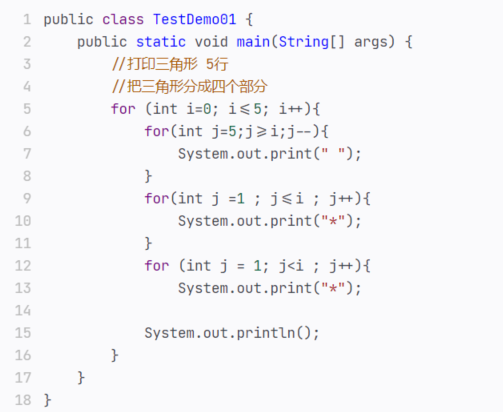 1 public class TestDemo01 {
2     public static void main(String[] args) {
3         //打印三角形 5行
4         //把三角形分成四个部分
5         for (int i=0; i≤5; i++){
6             for(int j=5;j≥i;j--){
7                 System.out.print(" ");
8             }
9             for(int j =1 ; j≤i ; j++){
10                 System.out.print("*");
11             }
12             for (int j = 1; j<i ; j++){
13                 System.out.print("*");
14
15             System.out.println();
16         }
17     }
18 }